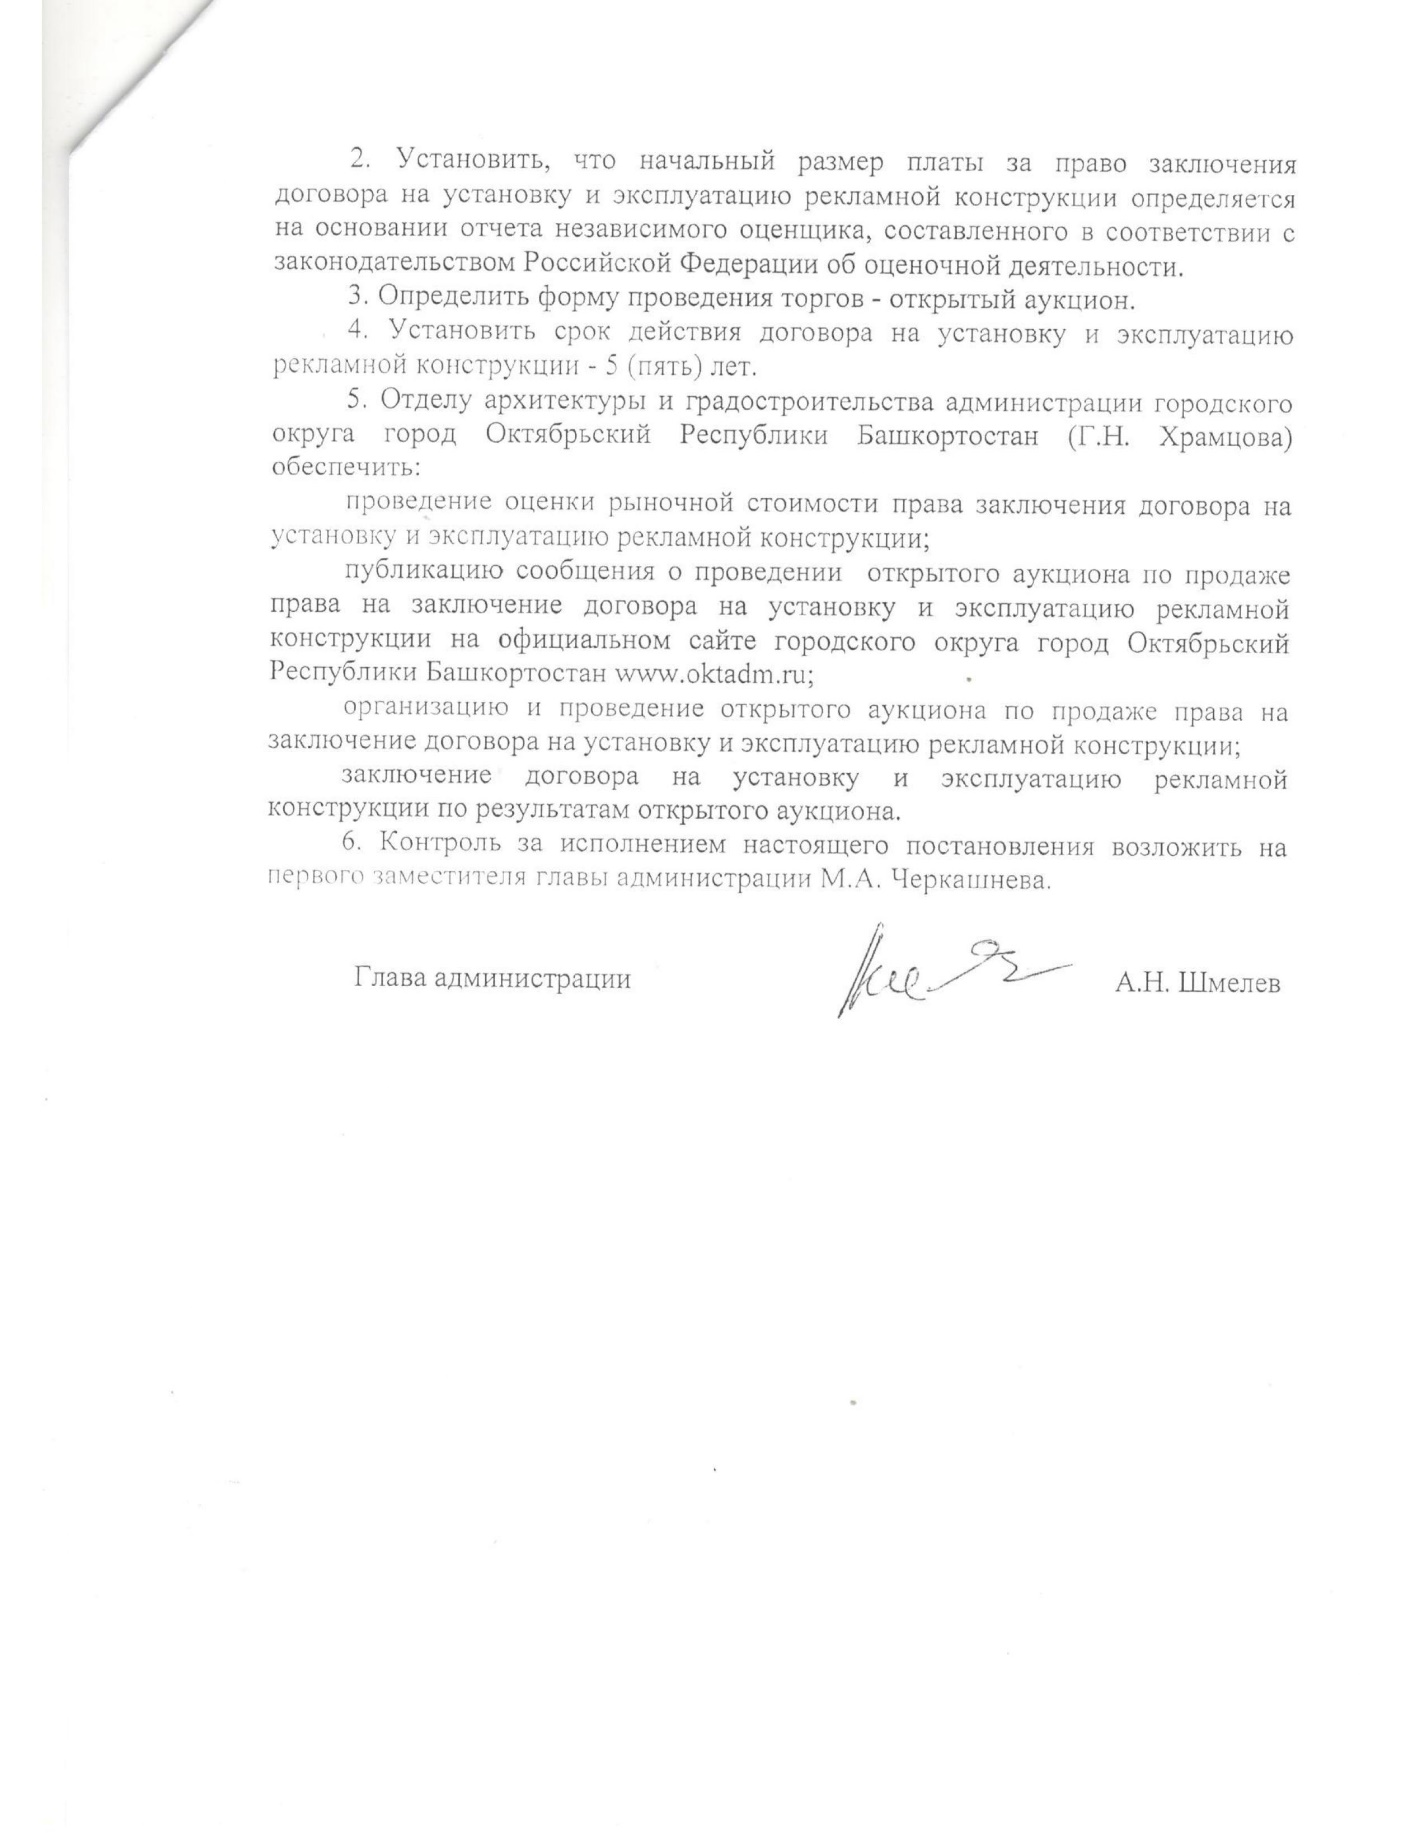 2. Установить, что начальный размер платы за право заключения
договора на установку и эксплуатацию рекламной конструкции определяется
на основании отчета независимого оценщика, составленного в соответствии с
законодательством Российской Федерации об оценочной деятельности.
3. Определить форму проведения торгов - открытый аукцион.
4. Установить срок действия договора на установку и эксплуатацию
рекламной конструкции - 5 (пять) лет.
5. Отделу архитектуры и градостроительства администрации городского
округа город Октябрьский Республики Башкортостан (Г.Н. Храмцова)
обеспечить:
проведение оценки рыночной стоимости права заключения договора на
установку и эксплуатацию рекламной конструкции;
публикацию сообщения о проведении открытого аукциона по продаже
права на заключение договора на установку и эксплуатацию рекламной
конструкции на официальном сайте городского округа город Октябрьский
Республики Башкортостан www.oktadm.ru;
организацию и проведение открытого аукциона по продаже права на
заключение договора на установку и эксплуатацию рекламной конструкции;
заключение договора на установку и эксплуатацию рекламной
конструкции по результатам открытого аукциона.
6. Контроль за исполнением настоящего постановления возложить на
первого заместителя главы администрации М.А. Черкашнева.
Глава администрации А.Н. Шмелев